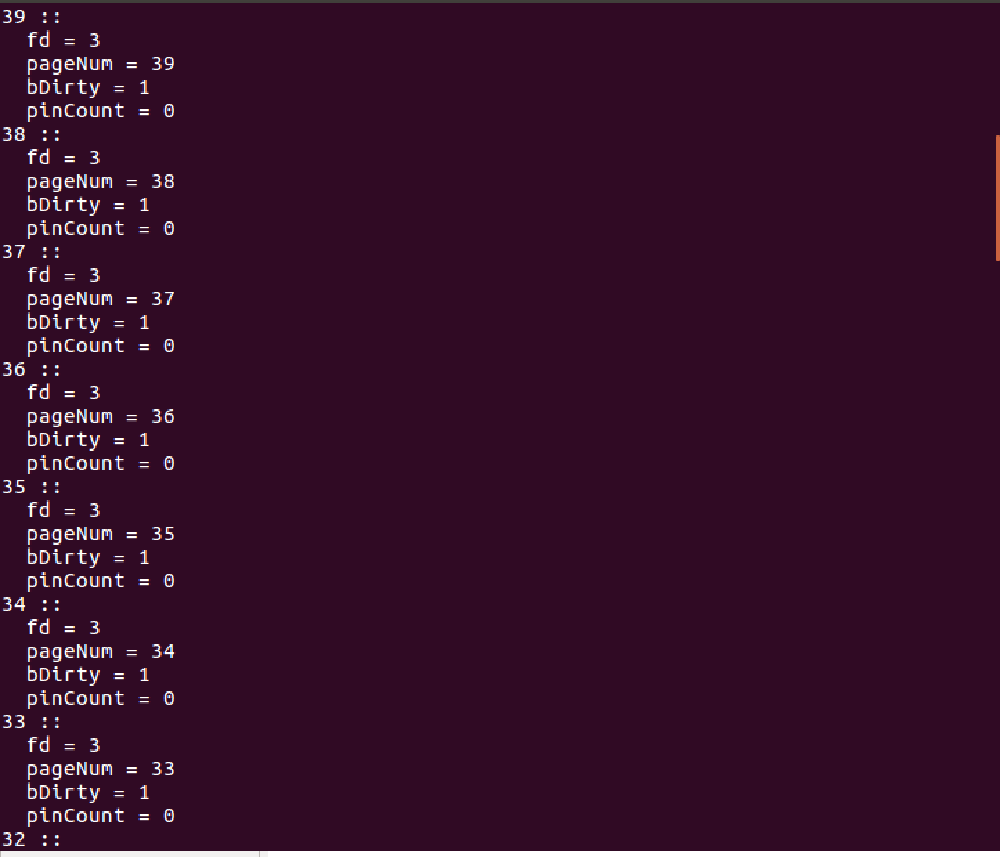 39 ::
  fd = 3
  pageNum = 39
  bDirty = 1
  pinCount = 0
38 ::
  fd = 3
  pageNum = 38
  bDirty = 1
  pinCount = 0
37 ::
  fd = 3
  pageNum = 37
  bDirty = 1
  pinCount = 0
36 ::
  fd = 3
  pageNum = 36
  bDirty = 1
  pinCount = 0
35 ::
  fd = 3
  pageNum = 35
  bDirty = 1
  pinCount = 0
34 ::
  fd = 3
  pageNum = 34
  bDirty = 1
  pinCount = 0
33 ::
  fd = 3
  pageNum = 33
  bDirty = 1
  pinCount = 0
32 ::